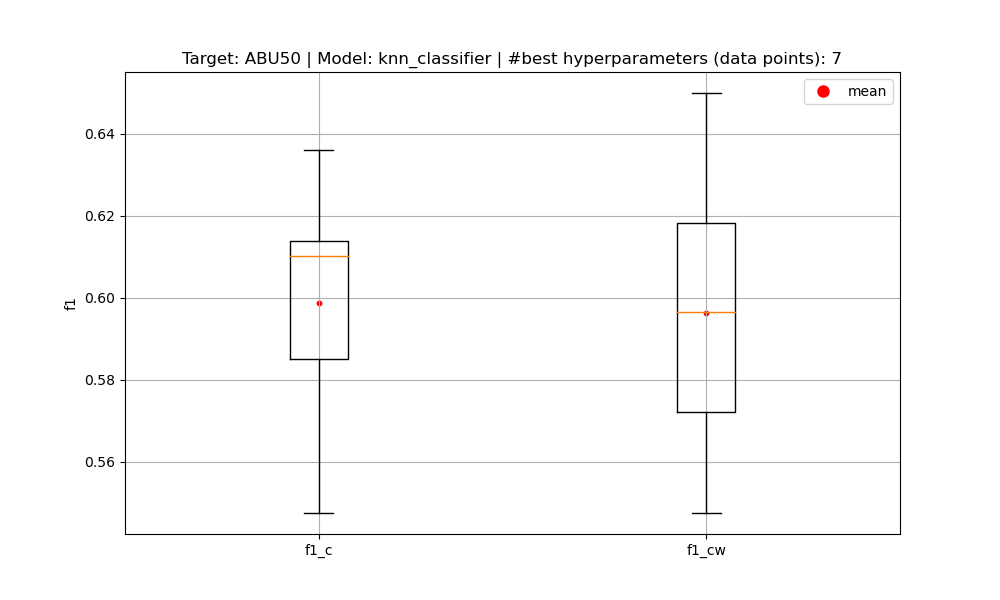 Target: ABU50 | Model: knn_classifier | #best hyperparameters (data points): 7
mean
0.64
0.62
0.60
0.58
0.56
f1
f1_c
f1_cw